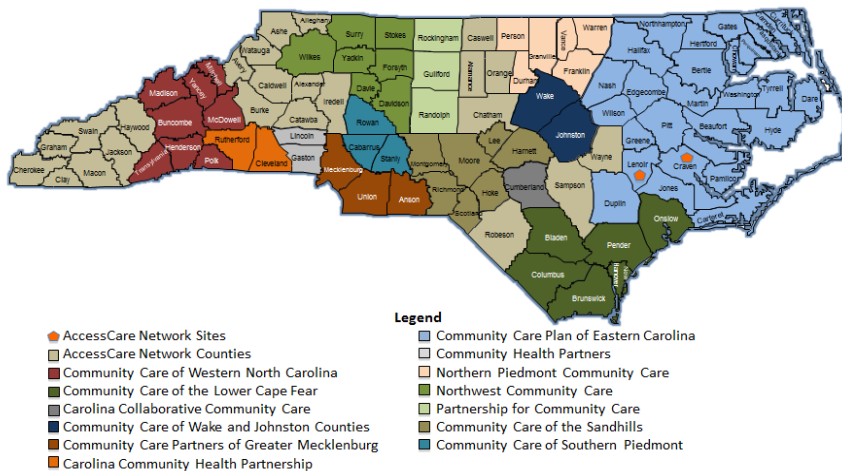 Alleghan
Ashe
Surry
Stokes
Rockingham
Caswell
Person
Warren
Northampton
Gates
Watauga
Wilkes
Yadkin
Forsyth
Guilford
Alamance
Orange
Durham
Granville
Vance
Franklin
Halifax
Hertford
Chowan
Bertie
Avery
Mitchell
Yancey
Madison
Caldwell
Alexander
Iredell
Davie
Davidson
Randolph
Chatham
Wake
Nash
Edgecombe
Martin
Washington
Tyrrell
Dare
Burke
Catawba
McDowell
Buncombe
Haywood
Swain
Rowan
Johnston
Wilson
Pitt
Beaufort
Hyde
Graham
Jackson
Henderson
Rutherford
Lincoln
Cabarrus
Stanly
Montgomery
Moore
Lee
Harnett
Wayne
Greene
Lenoir
Craven
Pamlico
Cherokee
Macon
Clay
Transylvania
Polk
Cleveland
Gaston
Mecklenburg
Union
Anson
Richmond
Scotland
Hoke
Cumberland
Sampson
Duplin
Jones
Carteret
Onslow
Robeson
Bladen
Pender
Columbus
Brunswick
New
Hanover
Legend
AccessCare Network Sites
AccessCare Network Counties
Community Care of Western North Carolina
Community Care of the Lower Cape Fear
Carolina Collaborative Community Care
Community Care of Wake and Johnston Counties
Community Care Partners of Greater Mecklenburg
Carolina Community Health Partnership
Community Care Plan of Eastern Carolina
Community Health Partners
Northern Piedmont Community Care
Northwest Community Care
Partnership for Community Care
Community Care of the Sandhills
Community Care of Southern Piedmont